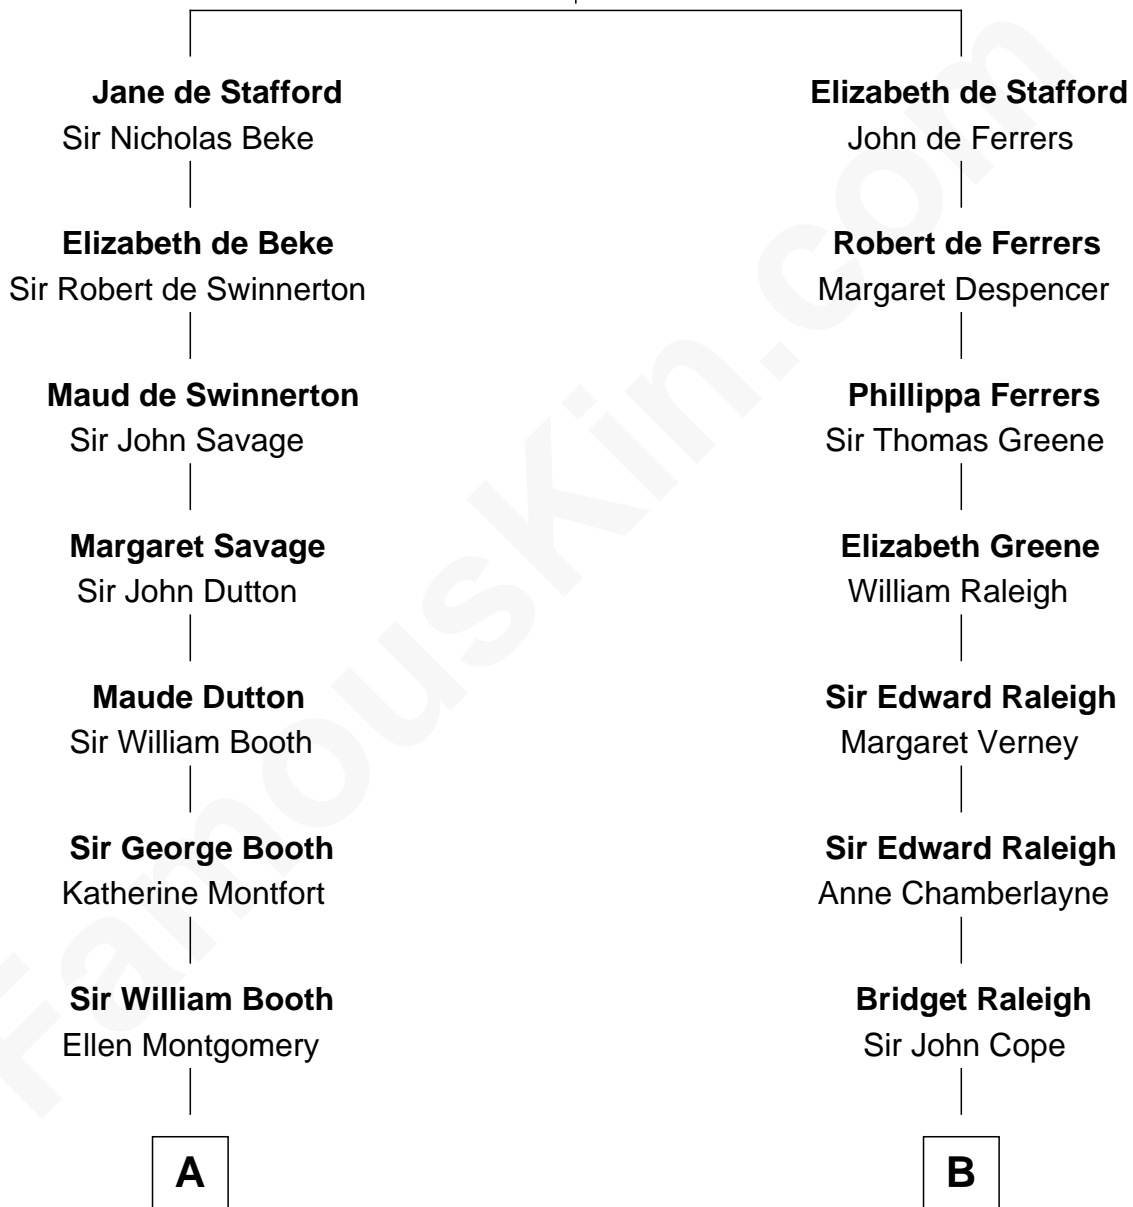 Jane de Stafford
Sir Nicholas Beke
Elizabeth de Beke
Sir Robert de Swinnerton
Maud de Swinnerton
Sir John Savage
Margaret Savage
Sir John Dutton
Maude Dutton
Sir William Booth
Sir George Booth
Katherine Montfort
Sir William Booth
Ellen Montgomery
A
Elizabeth de Stafford
John de Ferrers
Robert de Ferrers
Margaret Despencer
Phillippa Ferrers
Sir Thomas Greene
Elizabeth Greene
William Raleigh
Sir Edward Raleigh
Margaret Verney
Sir Edward Raleigh
Anne Chamberlayne
Bridget Raleigh
Sir John Cope
B
FamousKin.com